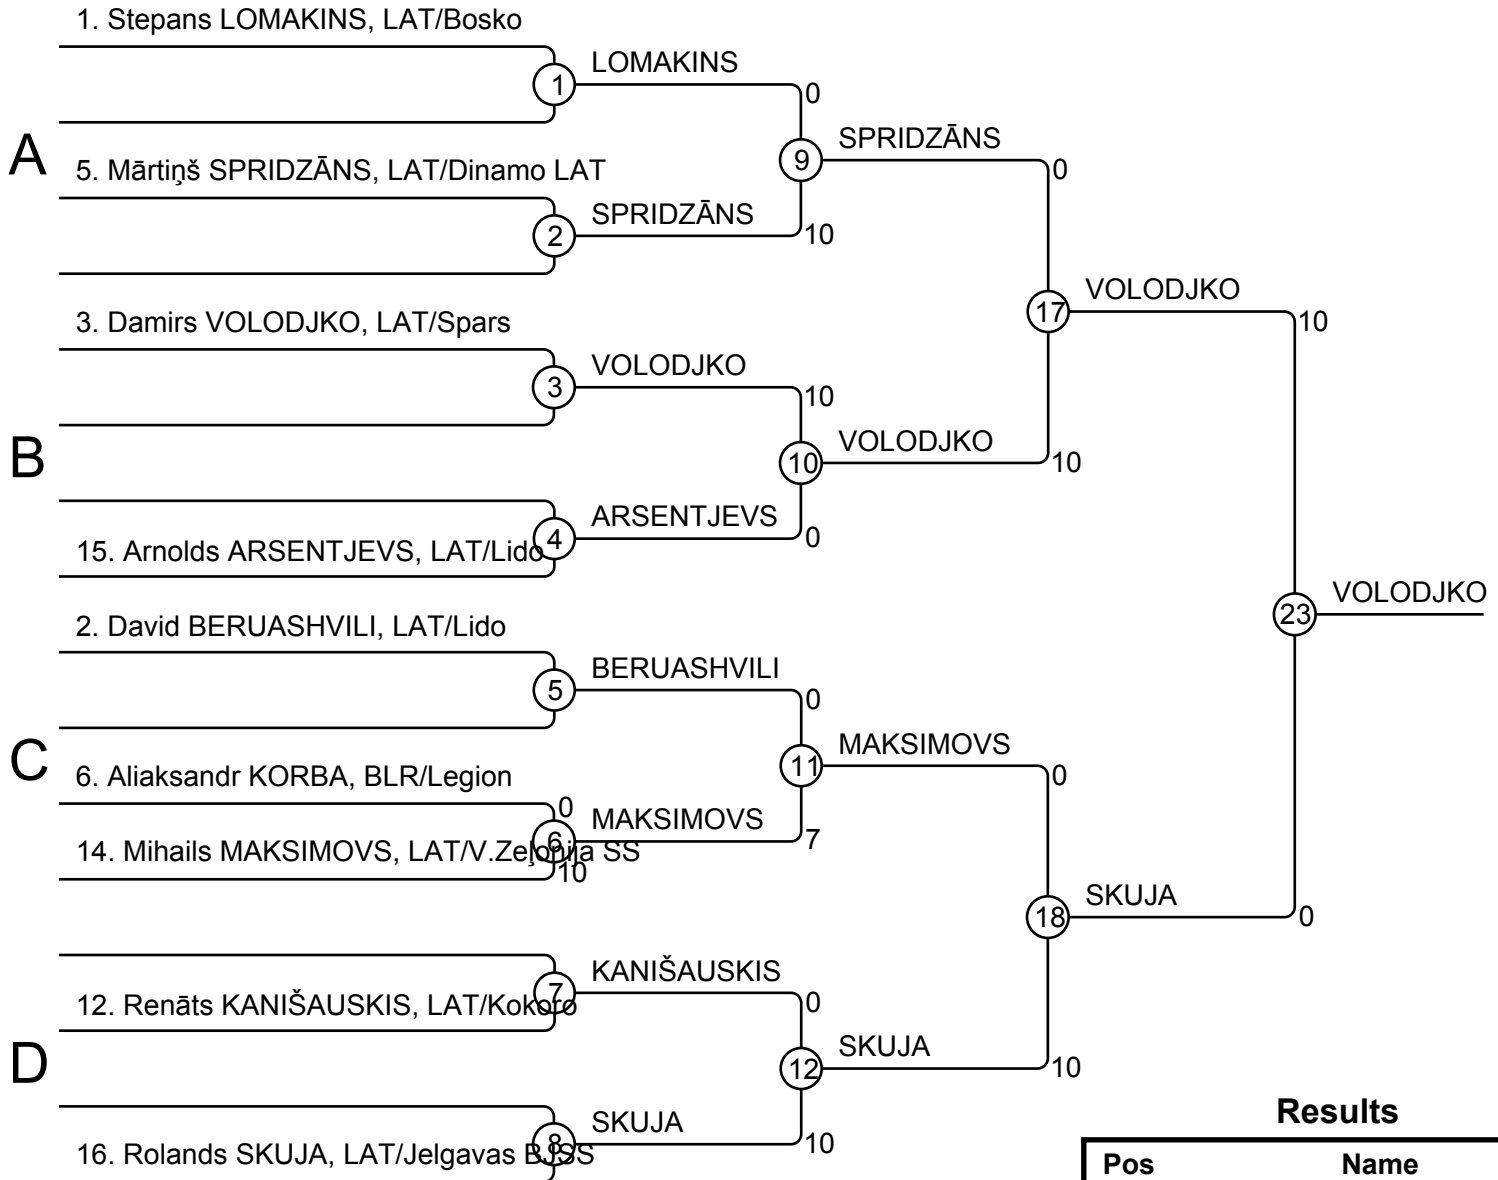 1. Stepans LOMAKINS, LAT/Bosko
LOMAKINS
1
0
A
SPRIDZĀNS
9
5. Mārtiņš SPRIDZĀNS, LAT/Dinamo LAT
0
SPRIDZĀNS
2
10
VOLODJKO
3. Damirs VOLODJKO, LAT/Spars
17
10
VOLODJKO
3
10
B
VOLODJKO
10
10
ARSENTJEVS
4
0
15. Arnolds ARSENTJEVS, LAT/Lido
VOLODJKO
23
2. David BERUASHVILI, LAT/Lido
BERUASHVILI
5
0
C
MAKSIMOVS
11
6. Aliaksandr KORBA, BLR/Legion
0
0
MAKSIMOVS
6
7
14. Mihails MAKSIMOVS, LAT/V.Zeļonija SS
10
SKUJA
18
0
KANIŠAUSKIS
7
0
12. Renāts KANIŠAUSKIS, LAT/Kokoro
D
SKUJA
12
10
SKUJA
8
10
16. Rolands SKUJA, LAT/Jelgavas BJSS
Results
Pos Name